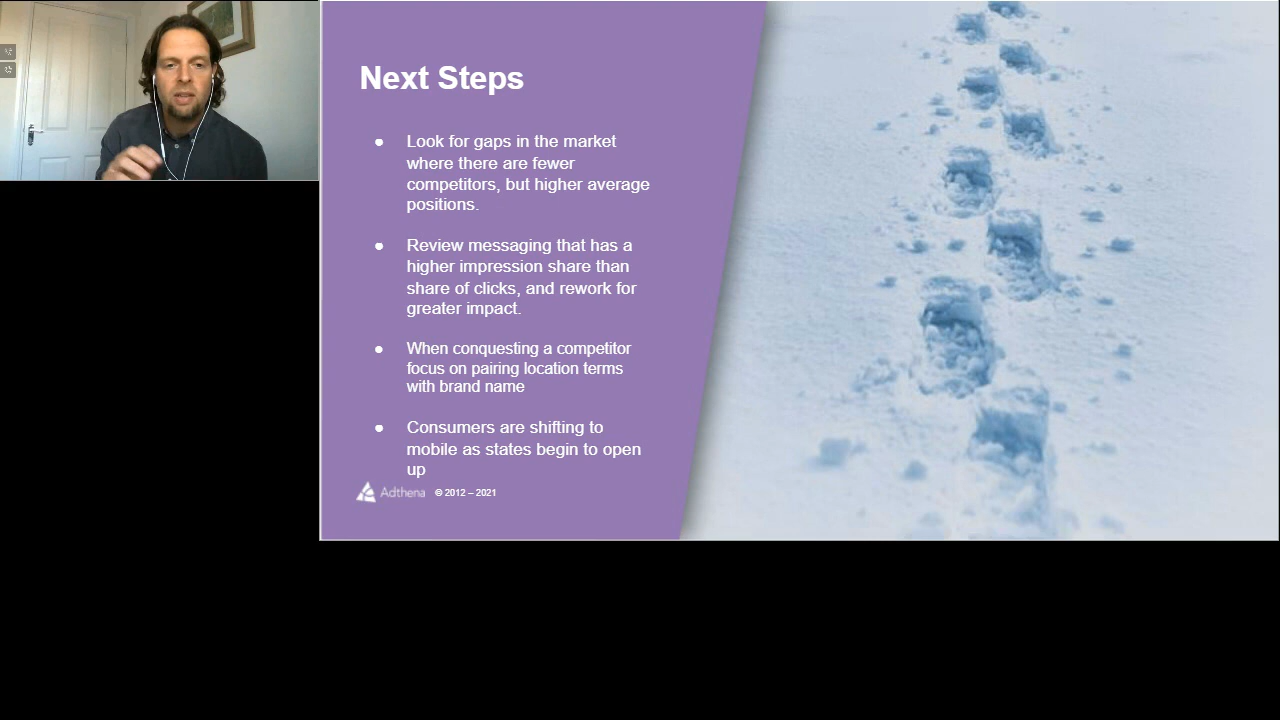 Next Steps
● Look for gaps in the market
where there are fewer
competitors, but higher average
positions.
● Review messaging that has a
higher impression share than
share of clicks, and rework for
greater impact.
● When conquesting a competitor
focus on pairing location terms
with brand name
● Consumers are shifting to
mobile as states begin to open
up
Adthena © 2012 – 2021